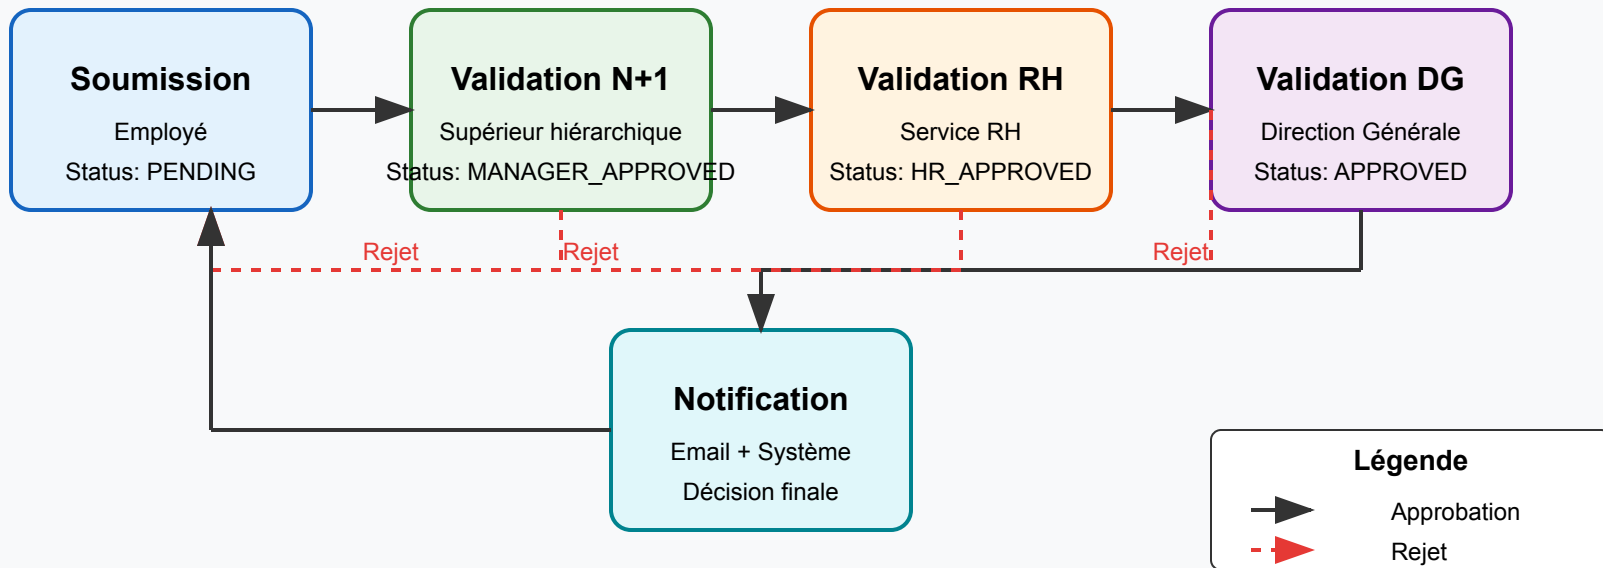 Soumission
Employé
Status: PENDING
Validation N+1
Supérieur hiérarchique
Status: MANAGER_APPROVED
Validation RH
Service RH
Status: HR_APPROVED
Validation DG
Direction Générale
Status: APPROVED
Rejet
Rejet
Rejet
Notification
Email + Système
Décision finale
Légende
Approbation
Rejet